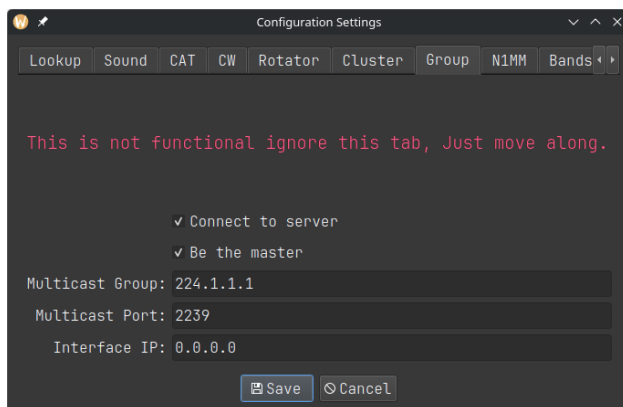 Configuration Settings
Lookup Sound CAT CW Rotator Cluster Group N1MM Bands
This is not functional ignore this tab, Just move along.
Connect to server
Be the master
Multicast Group: 224.1.1.1
Multicast Port: 2239
Interface IP: 0.0.0.0
Save Cancel